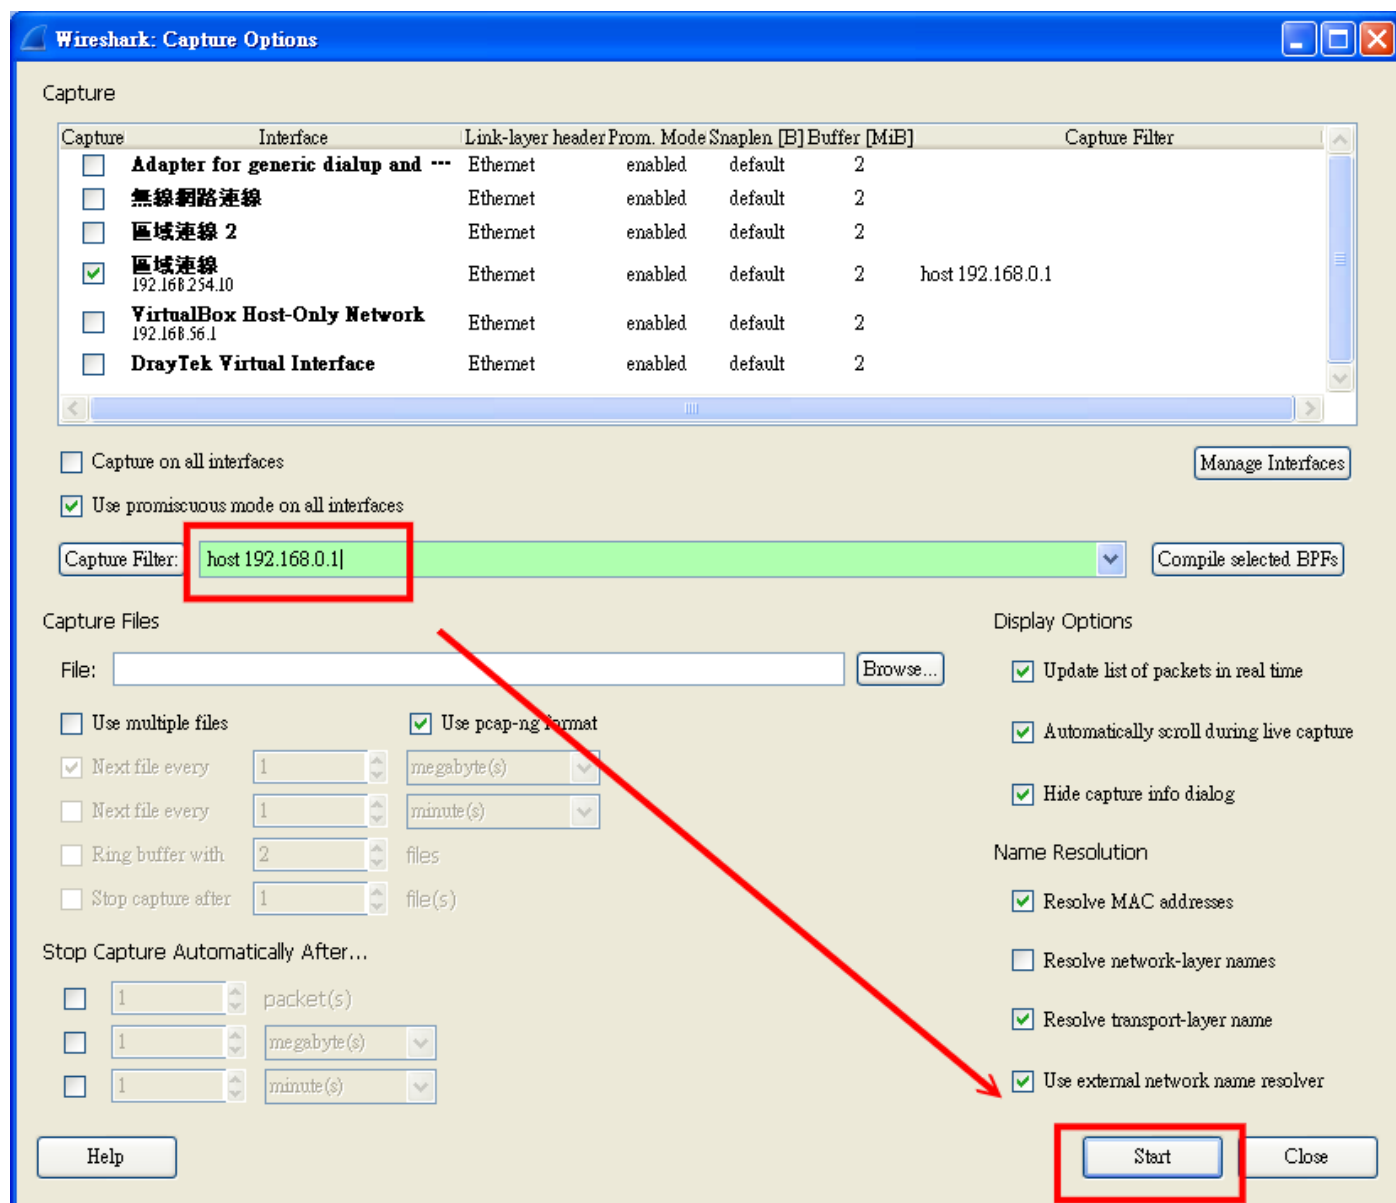 Wireshark: Capture Options
Capture
Capture Interface Link-layer header Prom. Mode Snaplen [B] Buffer [MiB] Capture Filter
Adapter for generic dialup and ··· Ethernet enabled default 2
無線網路連線 Ethernet enabled default 2
區域連線 2 Ethernet enabled default 2
區域連線
192.168.254.10 Ethernet enabled default 2 host 192.168.0.1
VirtualBox Host-Only Network
192.168.56.1 Ethernet enabled default 2
DrayTek Virtual Interface Ethernet enabled default 2
Capture on all interfaces Manage Interfaces
Use promiscuous mode on all interfaces
Capture Filter: host 192.168.0.1 Compile selected BPFs
Capture Files
File: Browse...
Use multiple files Use pcap-ng format
Next file every 1 megabyte(s)
Next file every 1 minute(s)
Ring buffer with 2 files
Stop capture after 1 file(s)
Stop Capture Automatically After...
1 packet(s)
1 megabyte(s)
1 minute(s)
Display Options
Update list of packets in real time
Automatically scroll during live capture
Hide capture info dialog
Name Resolution
Resolve MAC addresses
Resolve network-layer names
Resolve transport-layer name
Use external network name resolver
Help Start Close